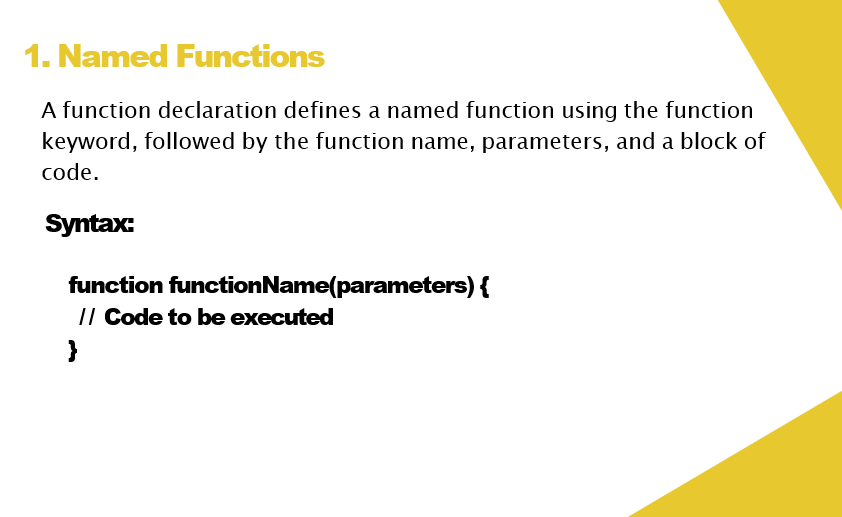 1. Named Functions
A function declaration defines a named function using the function
keyword, followed by the function name, parameters, and a block of
code.
Syntax:
function functionName(parameters) {
// Code to be executed
}